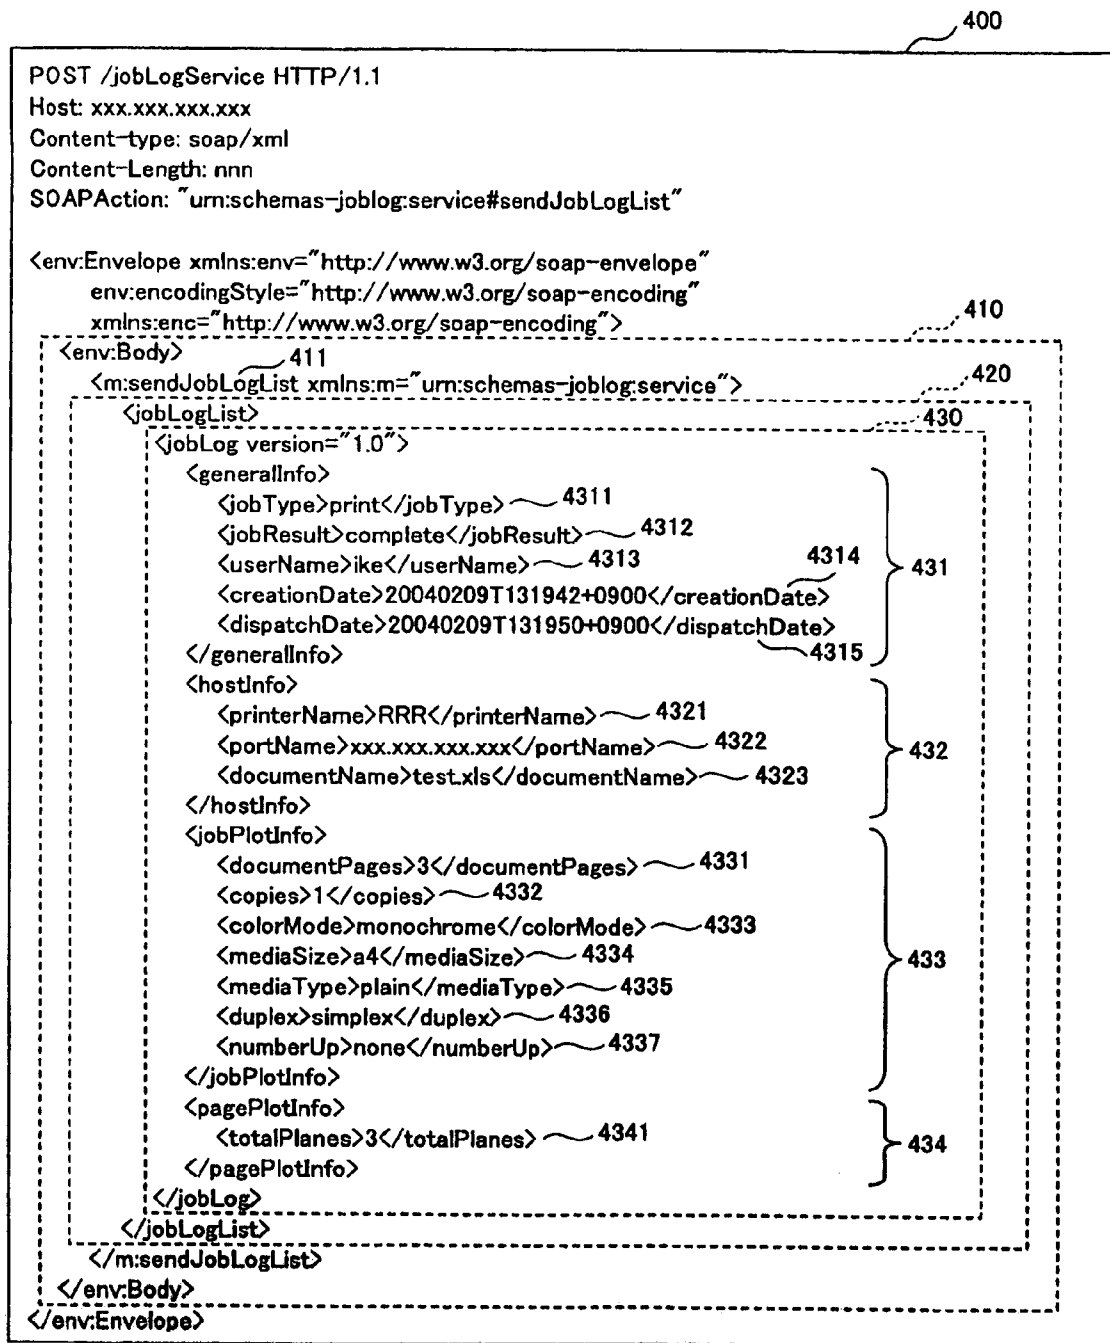 400
POST /jobLogService HTTP/1.1
Host: xxx.xxx.xxx.xxx
Content-type: soap/xml
Content-Length: nnn
SOAPAction: "urn:schemas-joblog:service#sendJobLogList"
<env:Envelope xmlns:env="http://www.w3.org/soap-envelope"
env:encodingStyle="http://www.w3.org/soap-encoding"
xmlns:enc="http://www.w3.org/soap-encoding">
410
<env:Body>
411
<m:sendJobLogList xmlns:m="urn:schemas-joblog:service">
420
<jobLogList>
430
<jobLog version="1.0">
<generalInfo>
<jobType>print</jobType> 4311
<jobResult>complete</jobResult> 4312
<userName>ike</userName> 4313
4314
431
<creationDate>20040209T131942+0900</creationDate>
<dispatchDate>20040209T131950+0900</dispatchDate>
4315
</generalInfo>
<hostInfo>
<printerName>RRR</printerName> 4321
<portName>xxx.xxx.xxx.xxx</portName> 4322
432
<documentName>test.xls</documentName> 4323
</hostInfo>
<jobPlotInfo>
<documentPages>3</documentPages> 4331
<copies>1</copies> 4332
<colorMode>monochrome</colorMode> 4333
<mediaSize>a4</mediaSize> 4334
433
<mediaType>plain</mediaType> 4335
<duplex>simplex</duplex> 4336
<numberUp>none</numberUp> 4337
</jobPlotInfo>
<pagePlotInfo>
<totalPlanes>3</totalPlanes> 4341
434
</pagePlotInfo>
</jobLog>
</jobLogList>
</m:sendJobLogList>
</env:Body>
</env:Envelope>